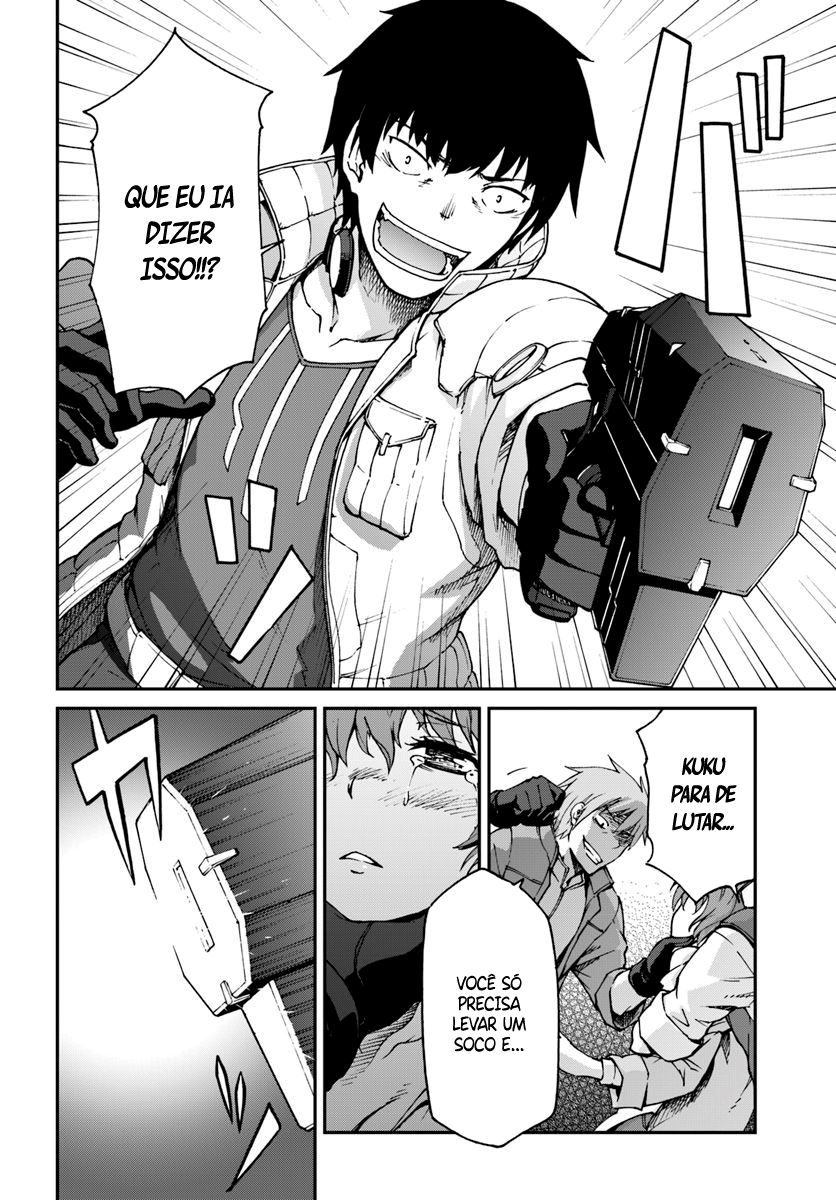 QUE EU IA
DIZER
ISSO!!?
KUKU
PARA DE
LUTAR...
VOCÊ SÓ
PRECISA
LEVAR UM
SOCO E...